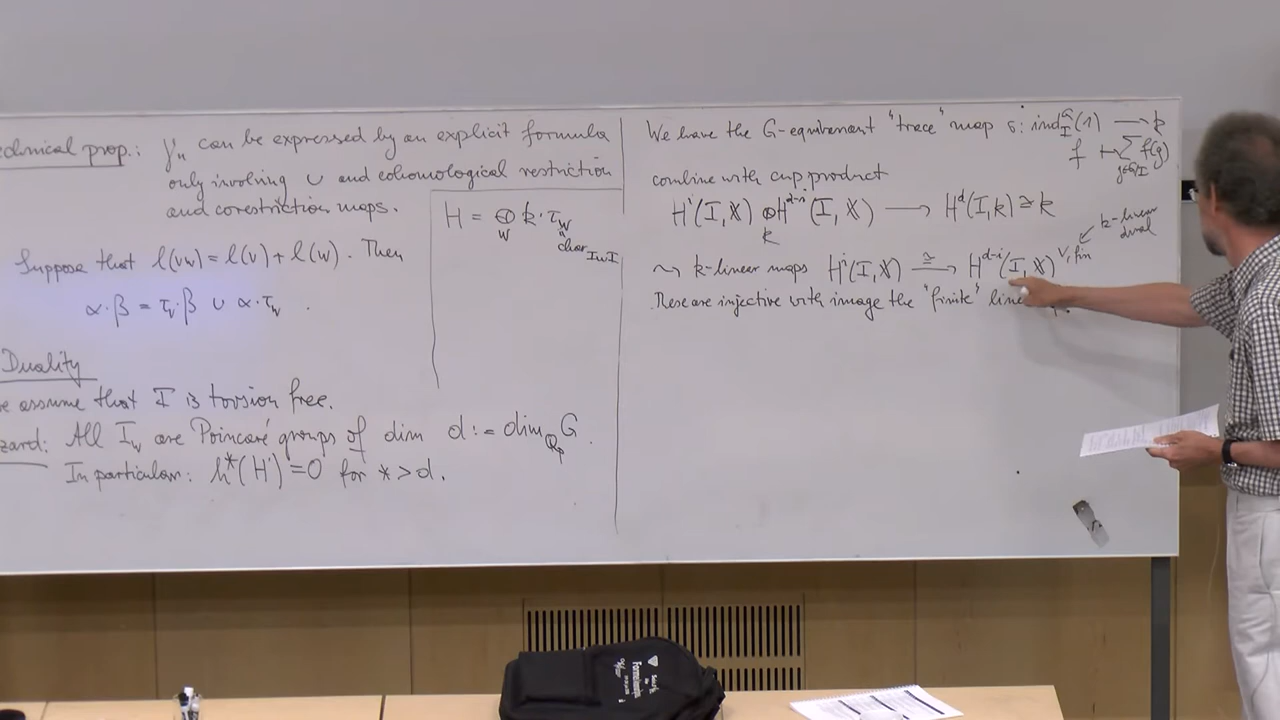 echnical prop.: γ_n can be expressed by an explicit formula
only involving ∪ and cohomological restriction
and corestriction maps.
Suppose that l(vw) = l(v) + l(w). Then
α·β = τ_v·β ∪ α·τ_w .
H = ⊕_w k·τ_w
char_{IwI}
Duality
e assume that I is torsion free.
zard: All I_w are Poincaré groups of dim d := dim_{Q_p} G.
In particular: h^*(H^·) = 0 for * > d.
We have the G-equivariant "trace" map s: ind_I^G(1) ⟶ k
f ↦ ∑_{g∈G/I} f(g)
combine with cup product
H^i(I,X) ⊗_k H^{d-i}(I,X) ⟶ H^d(I,k) ≅ k
⇝ k-linear maps H^i(I,X) ≅⟶ H^{d-i}(I,X)^{∨,fin}
k-linear
dual
These are injective with image the "finite" line